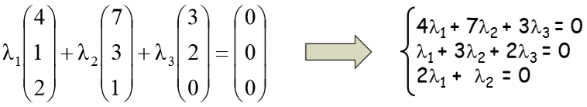 λ₁(4 1 2) + λ₂(7 3 1) + λ₃(3 2 0) = (0 0 0)
4λ₁ + 7λ₂ + 3λ₃ = 0
λ₁ + 3λ₂ + 2λ₃ = 0
2λ₁ + λ₂ = 0